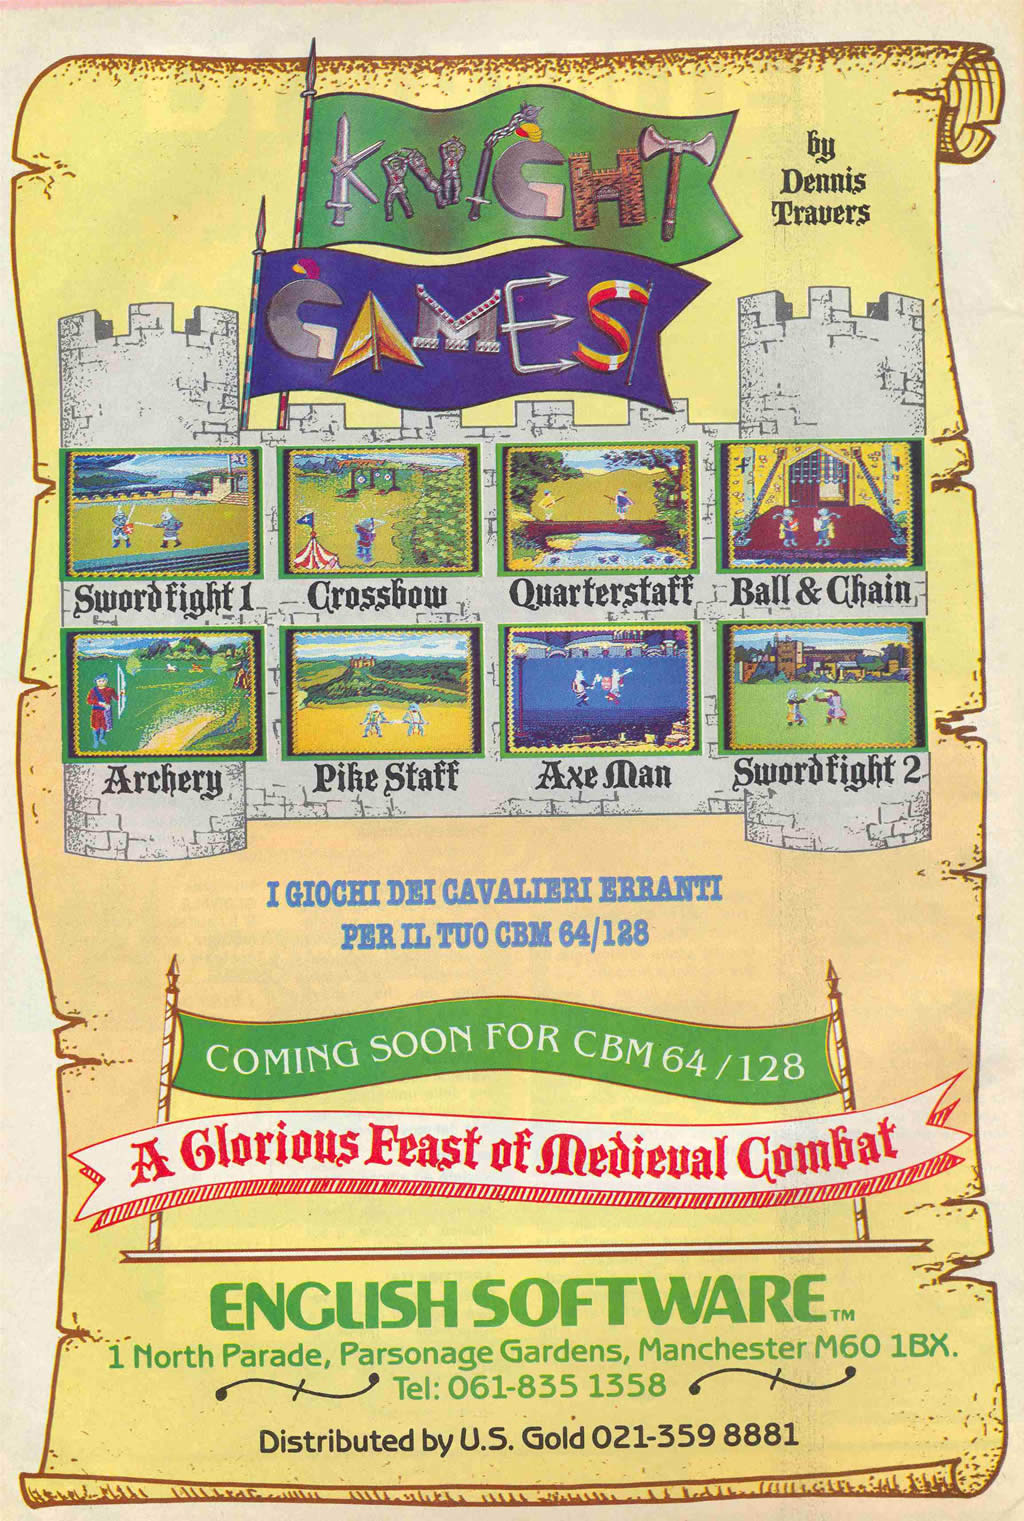 KNIGHT
GAMES
by
Dennis
Travers
Swordfight 1
Crossbow
Quarterstaff
Ball & Chain
Archery
Pike Staff
Axe Man
Swordfight 2
I GIOCHI DEI CAVALIERI ERRANTI
PER IL TUO CBM 64/128
COMING SOON FOR CBM 64/128
A Glorious Feast of Medieval Combat
ENGLISH SOFTWARE TM
1 North Parade, Parsonage Gardens, Manchester M60 1BX.
Tel: 061-835 1358
Distributed by U.S. Gold 021-359 8881